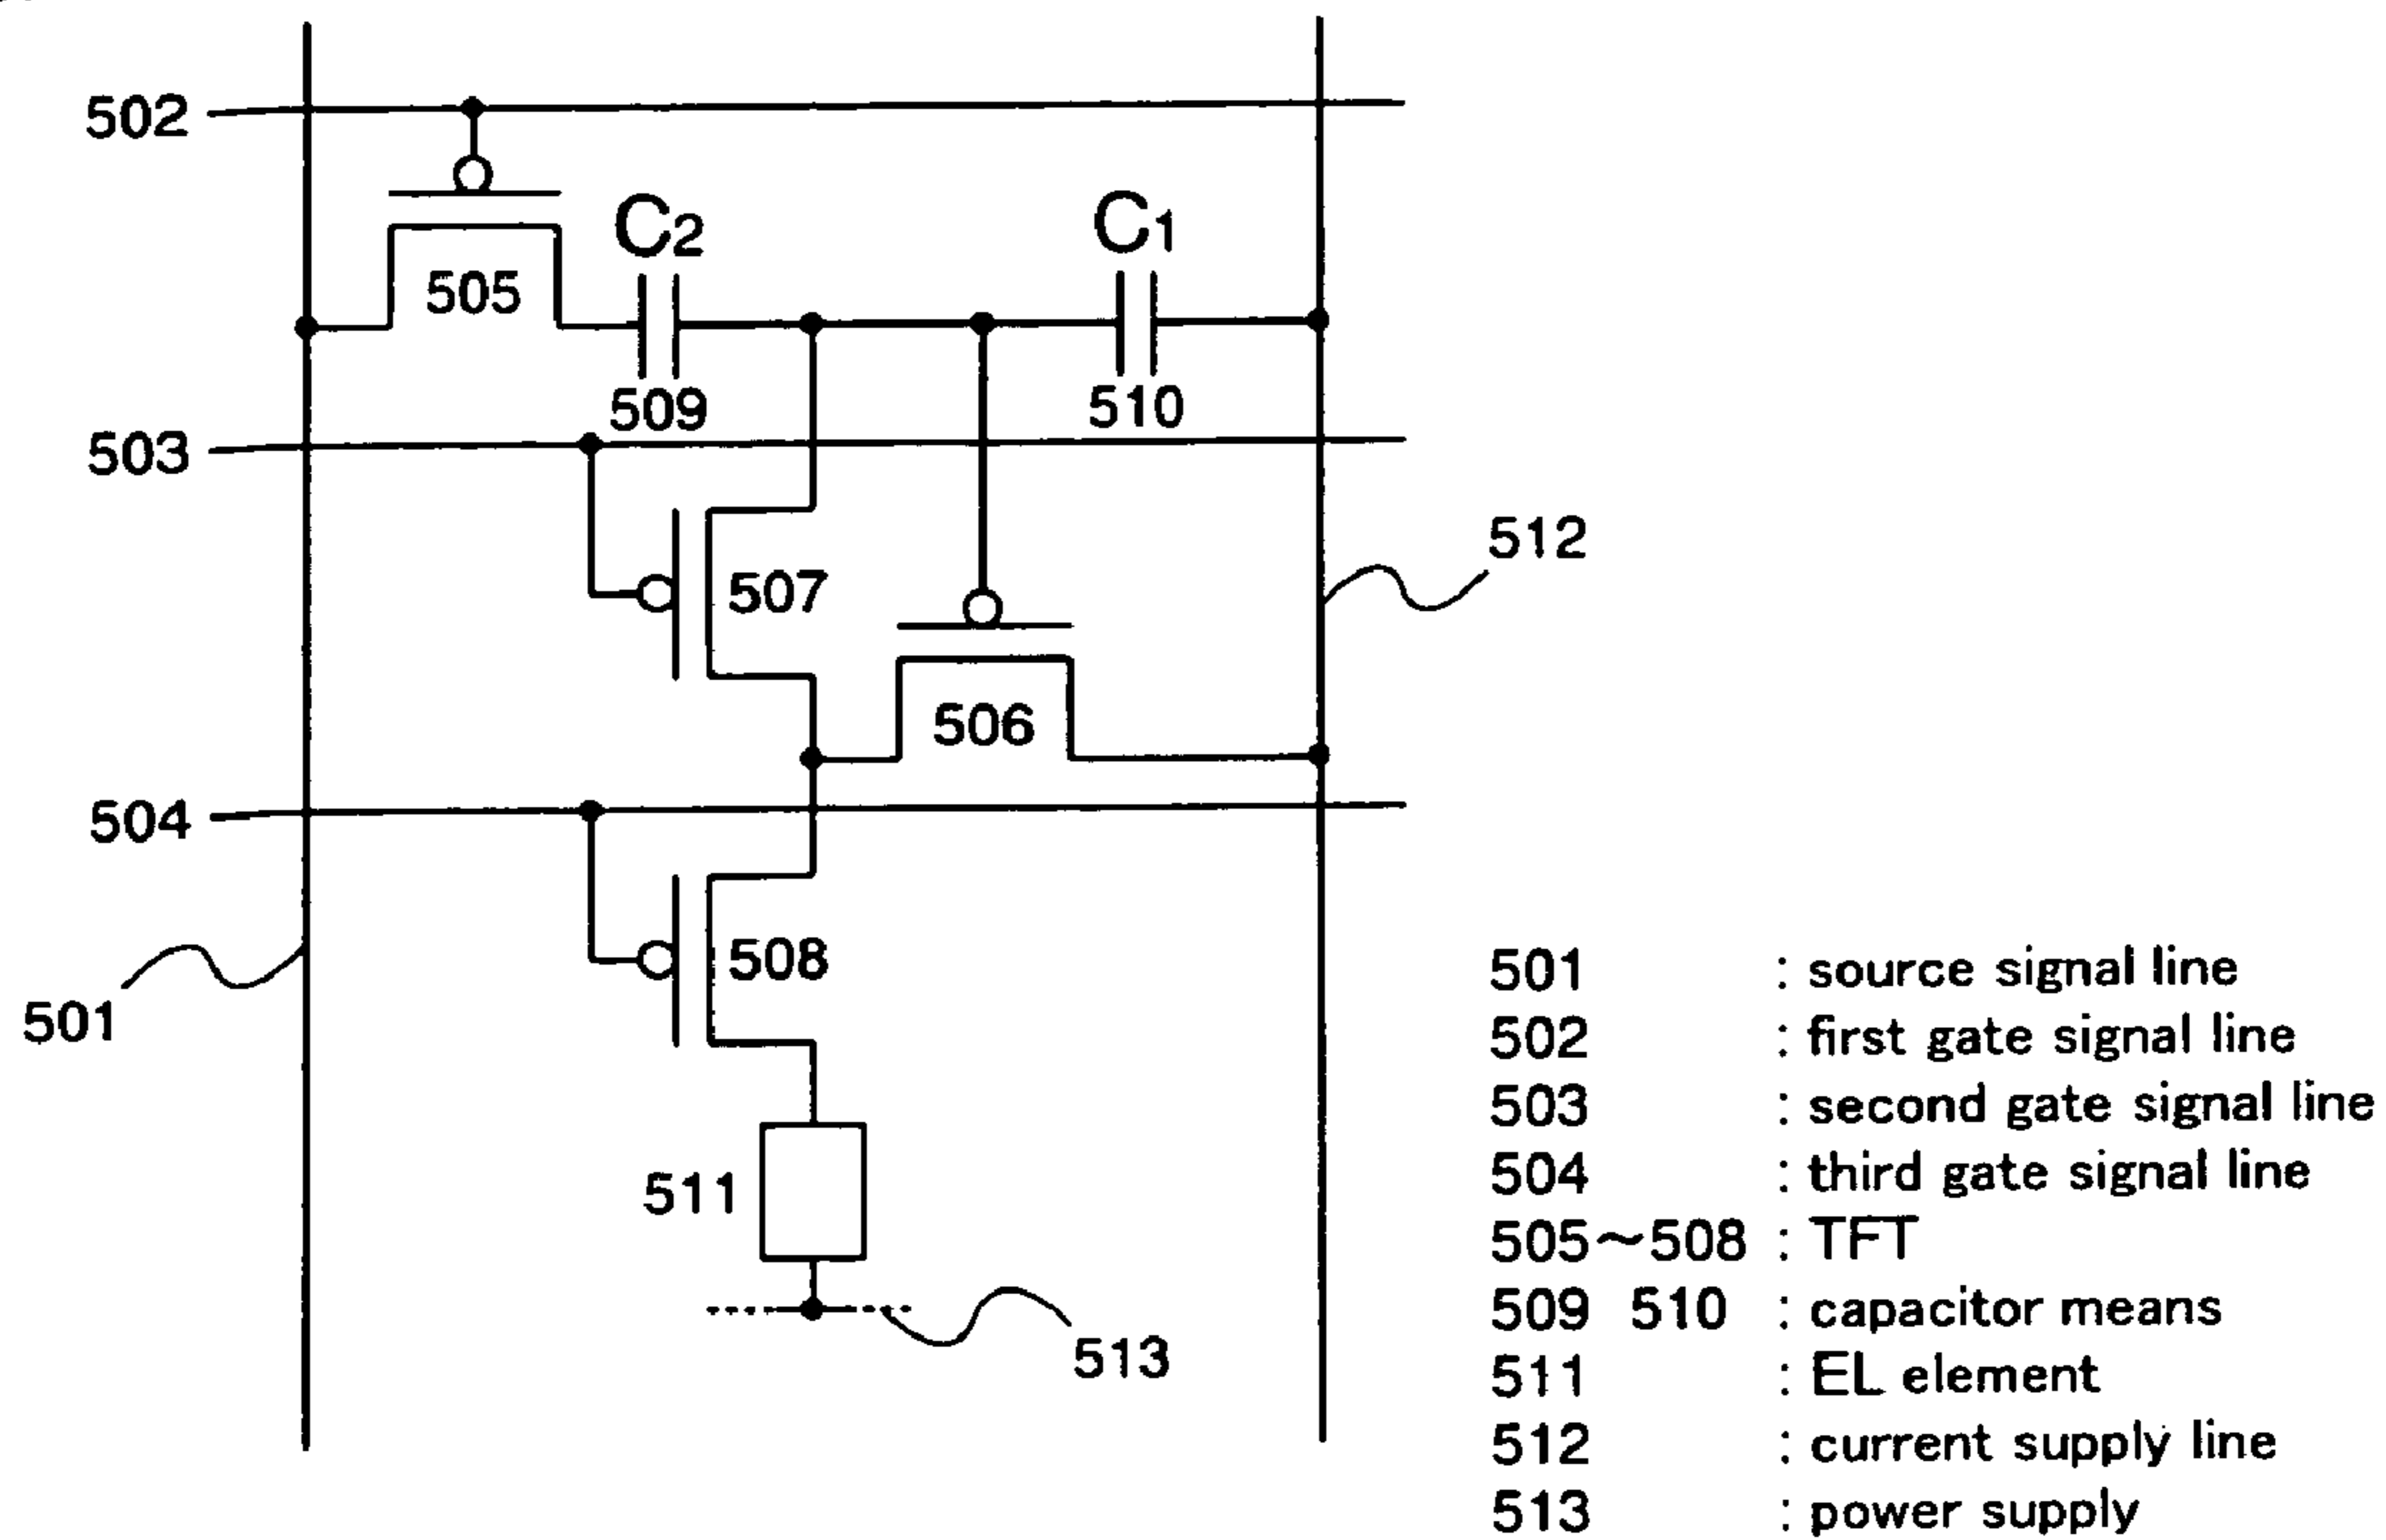 502
C2
C1
505
509
510
503
512
507
506
504
508
501
511
513
501 : source signal line
502 : first gate signal line
503 : second gate signal line
504 : third gate signal line
505~508 : TFT
509 510 : capacitor means
511 : EL element
512 : current supply line
513 : power supply